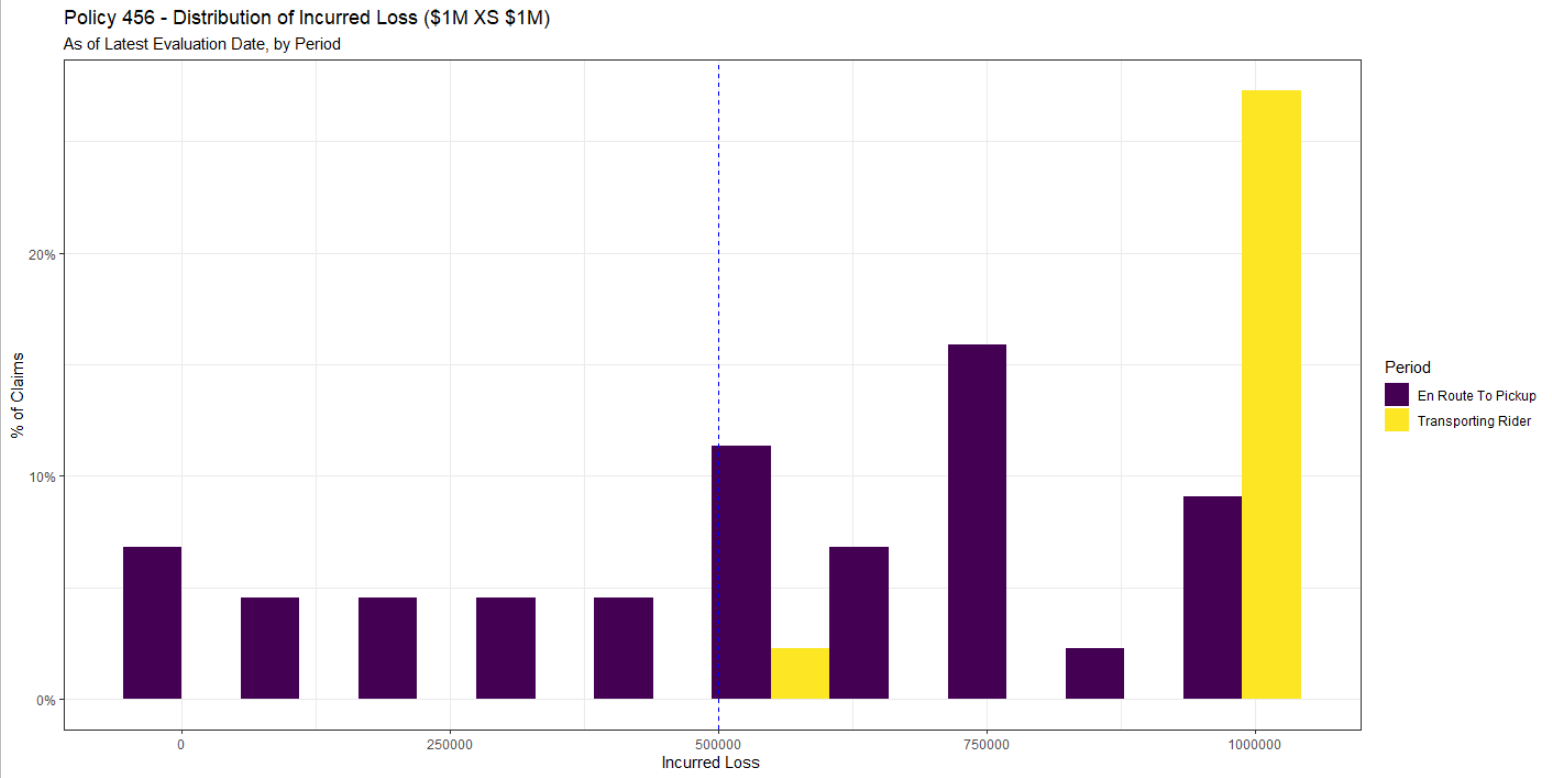 Policy 456 - Distribution of Incurred Loss ($1M XS $1M)
As of Latest Evaluation Date, by Period
% of Claims
20%
10%
0%
0 250000 500000 750000 1000000
Incurred Loss
Period
En Route To Pickup
Transporting Rider